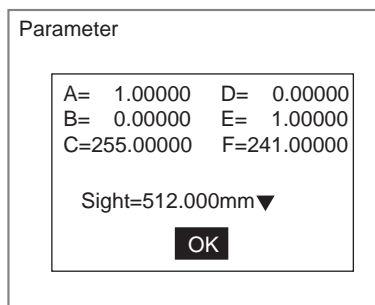 Parameter
A= 1.00000 D= 0.00000
B= 0.00000 E= 1.00000
C=255.00000 F=241.00000
Sight=512.000mm▼
OK